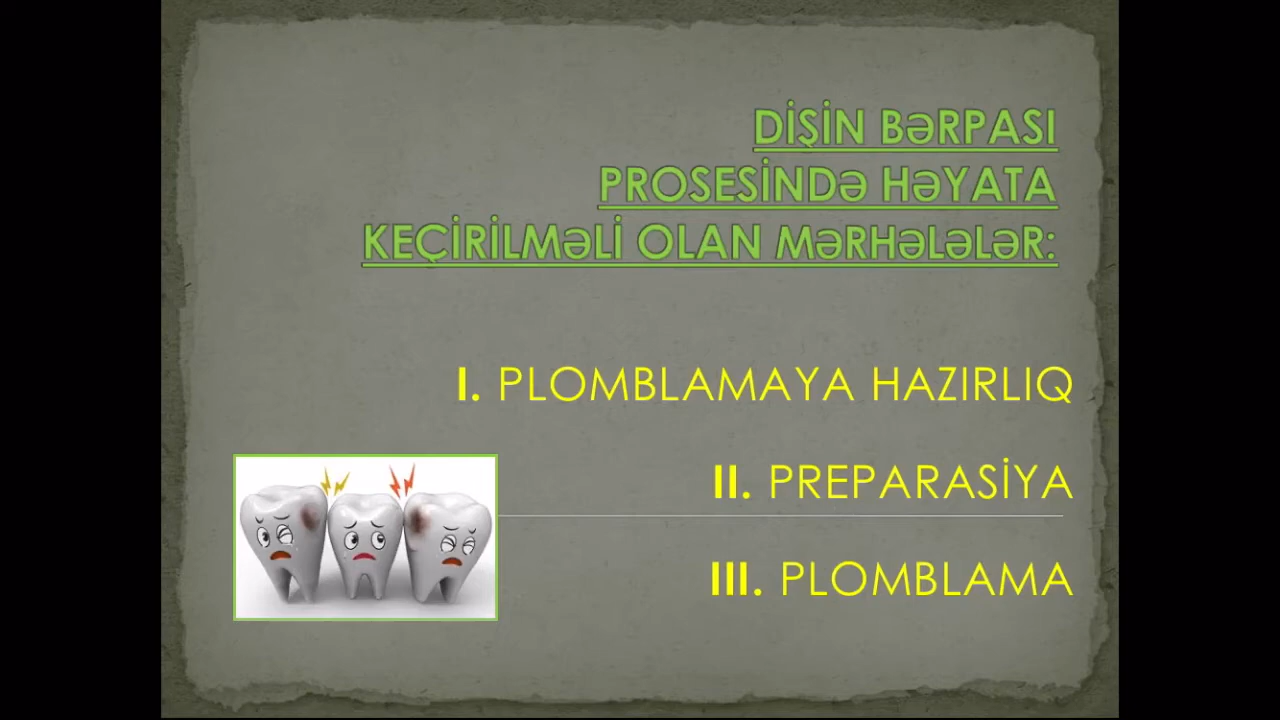 DİŞİN BƏRPASI
PROSESİNDƏ HƏYATA
KEÇİRİLMƏLİ OLAN MƏRHƏLƏLƏR:
I. PLOMBLAMAYA HAZIRLIQ
II. PREPARASİYA
III. PLOMBLAMA